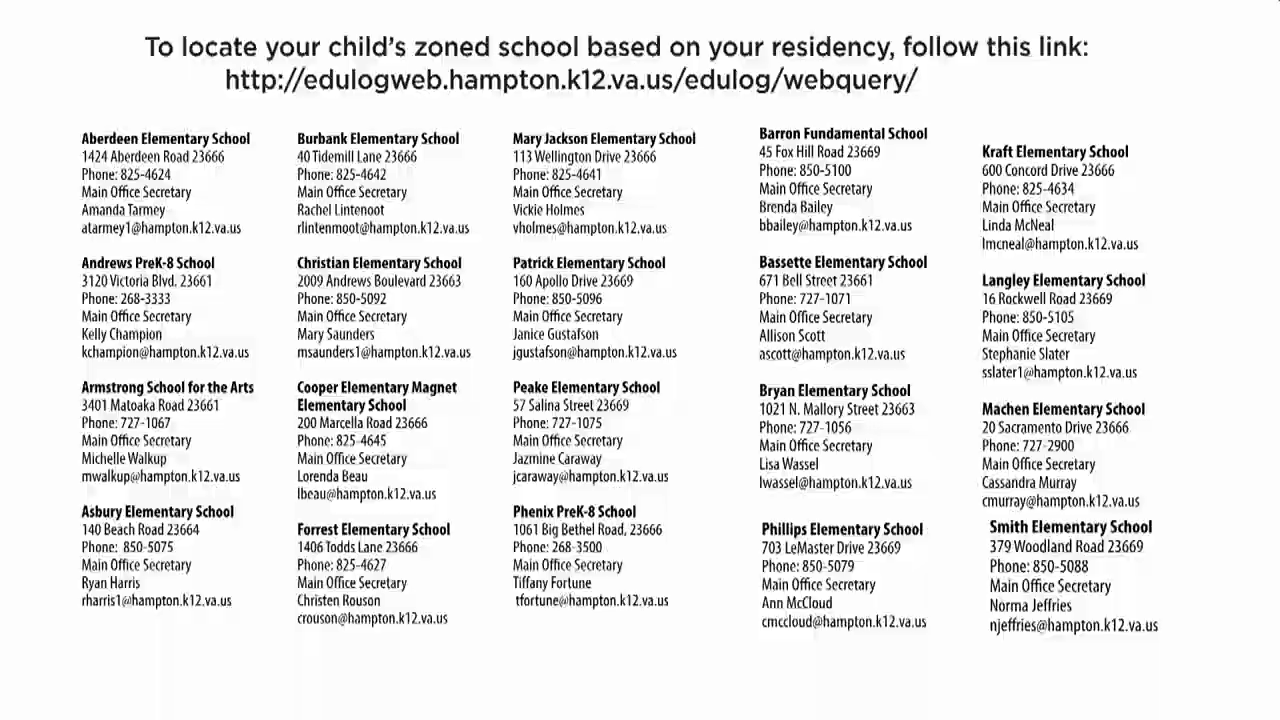 To locate your child's zoned school based on your residency, follow this link:
http://edulogweb.hampton.k12.va.us/edulog/webquery/
Aberdeen Elementary School
1424 Aberdeen Road 23666
Phone: 825-4624
Main Office Secretary
Amanda Tarmey
atarmey1@hampton.k12.va.us
Andrews PreK-8 School
3120 Victoria Blvd. 23661
Phone: 268-3333
Main Office Secretary
Kelly Champion
kchampion@hampton.k12.va.us
Armstrong School for the Arts
3401 Matoaka Road 23661
Phone: 727-1067
Main Office Secretary
Michelle Walkup
mwalkup@hampton.k12.va.us
Asbury Elementary School
140 Beach Road 23664
Phone: 850-5075
Main Office Secretary
Ryan Harris
rharris1@hampton.k12.va.us
Burbank Elementary School
40 Tidemill Lane 23666
Phone: 825-4642
Main Office Secretary
Rachel Lintenoot
rlintenmoot@hampton.k12.va.us
Christian Elementary School
2009 Andrews Boulevard 23663
Phone: 850-5092
Main Office Secretary
Mary Saunders
msaunders1@hampton.k12.va.us
Cooper Elementary Magnet
Elementary School
200 Marcella Road 23666
Phone: 825-4645
Main Office Secretary
Lorenda Beau
lbeau@hampton.k12.va.us
Forrest Elementary School
1406 Todds Lane 23666
Phone: 825-4627
Main Office Secretary
Christen Rouson
crouson@hampton.k12.va.us
Mary Jackson Elementary School
113 Wellington Drive 23666
Phone: 825-4641
Main Office Secretary
Vickie Holmes
vholmes@hampton.k12.va.us
Patrick Elementary School
160 Apollo Drive 23669
Phone: 850-5096
Main Office Secretary
Janice Gustafson
jgustafson@hampton.k12.va.us
Peake Elementary School
57 Salina Street 23669
Phone: 727-1075
Main Office Secretary
Jazmine Caraway
jcaraway@hampton.k12.va.us
Phenix PreK-8 School
1061 Big Bethel Road, 23666
Phone: 268-3500
Main Office Secretary
Tiffany Fortune
tfortune@hampton.k12.va.us
Barron Fundamental School
45 Fox Hill Road 23669
Phone: 850-5100
Main Office Secretary
Brenda Bailey
bbailey@hampton.k12.va.us
Bassette Elementary School
671 Bell Street 23661
Phone: 727-1071
Main Office Secretary
Allison Scott
ascott@hampton.k12.va.us
Bryan Elementary School
1021 N. Mallory Street 23663
Phone: 727-1056
Main Office Secretary
Lisa Wassel
lwassel@hampton.k12.va.us
Phillips Elementary School
703 LeMaster Drive 23669
Phone: 850-5079
Main Office Secretary
Ann McCloud
cmccloud@hampton.k12.va.us
Kraft Elementary School
600 Concord Drive 23666
Phone: 825-4634
Main Office Secretary
Linda McNeal
lmcneal@hampton.k12.va.us
Langley Elementary School
16 Rockwell Road 23669
Phone: 850-5105
Main Office Secretary
Stephanie Slater
sslater1@hampton.k12.va.us
Machen Elementary School
20 Sacramento Drive 23666
Phone: 727-2900
Main Office Secretary
Cassandra Murray
cmurray@hampton.k12.va.us
Smith Elementary School
379 Woodland Road 23669
Phone: 850-5088
Main Office Secretary
Norma Jeffries
njeffries@hampton.k12.va.us